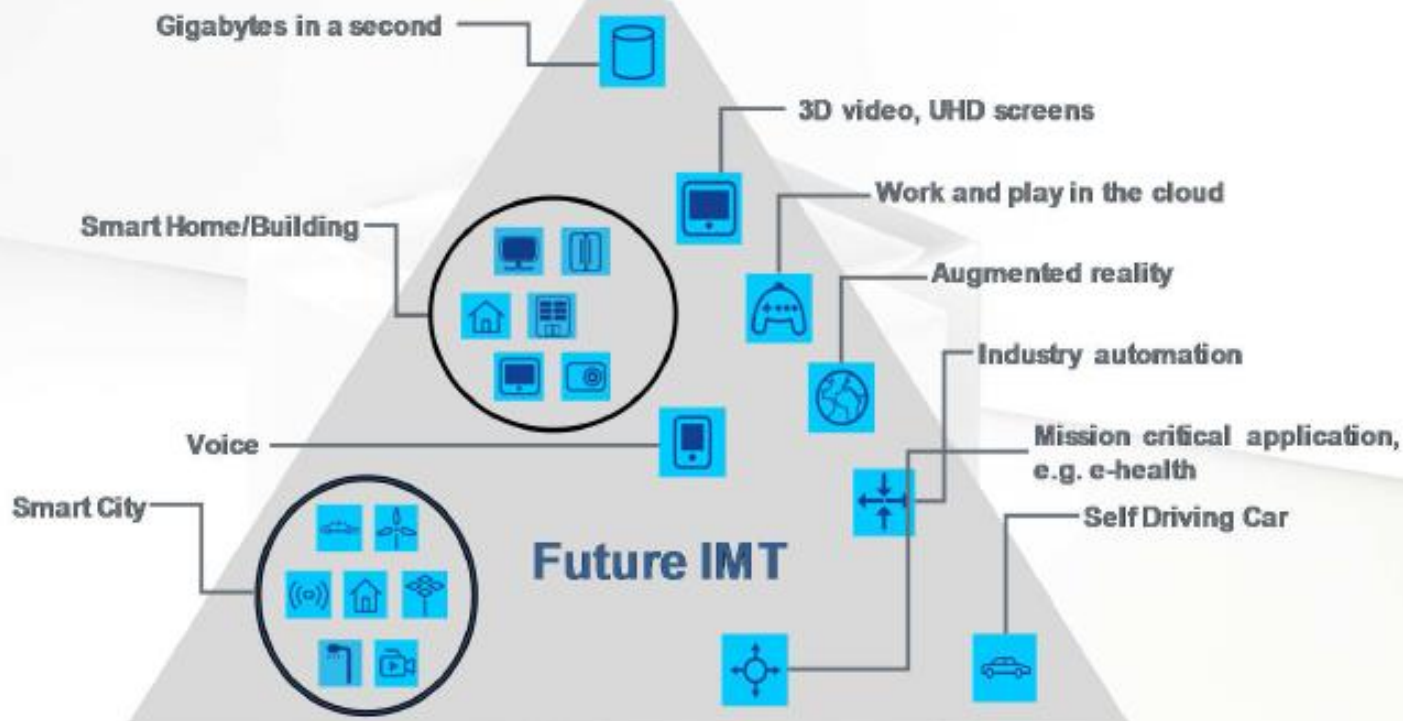 Gigabytes in a second
3D video, UHD screens
Work and play in the cloud
Smart Home/Building
Augmented reality
Industry automation
Voice
Mission critical application,
e.g. e-health
Smart City
Self Driving Car
Future IMT